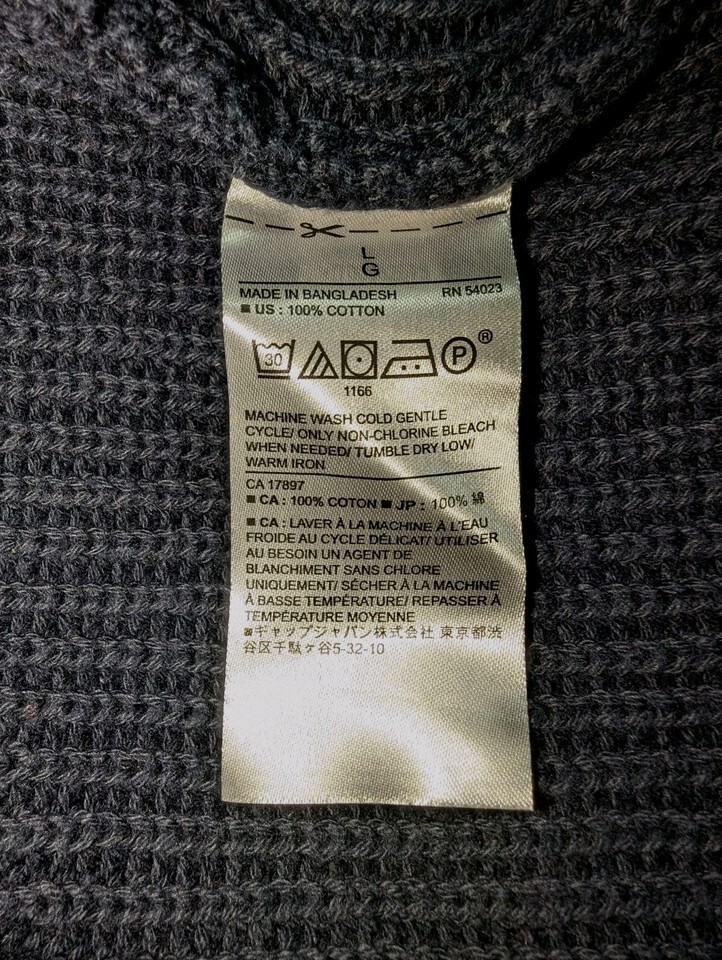 L
G
MADE IN BANGLADESH RN 54023
■ US : 100% COTTON
30 P ®
1166
MACHINE WASH COLD GENTLE
CYCLE/ ONLY NON-CHLORINE BLEACH
WHEN NEEDED/ TUMBLE DRY LOW/
WARM IRON
CA 17897
■ CA : 100% COTON ■ JP : 100% 綿
■ CA : LAVER À LA MACHINE À L'EAU
FROIDE AU CYCLE DÉLICAT/ UTILISER
AU BESOIN UN AGENT DE
BLANCHIMENT SANS CHLORE
UNIQUEMENT/ SÉCHER À LA MACHINE
À BASSE TEMPÉRATURE/ REPASSER À
TEMPÉRATURE MOYENNE
■ギャップジャパン株式会社 東京都渋
谷区千駄ヶ谷5-32-10